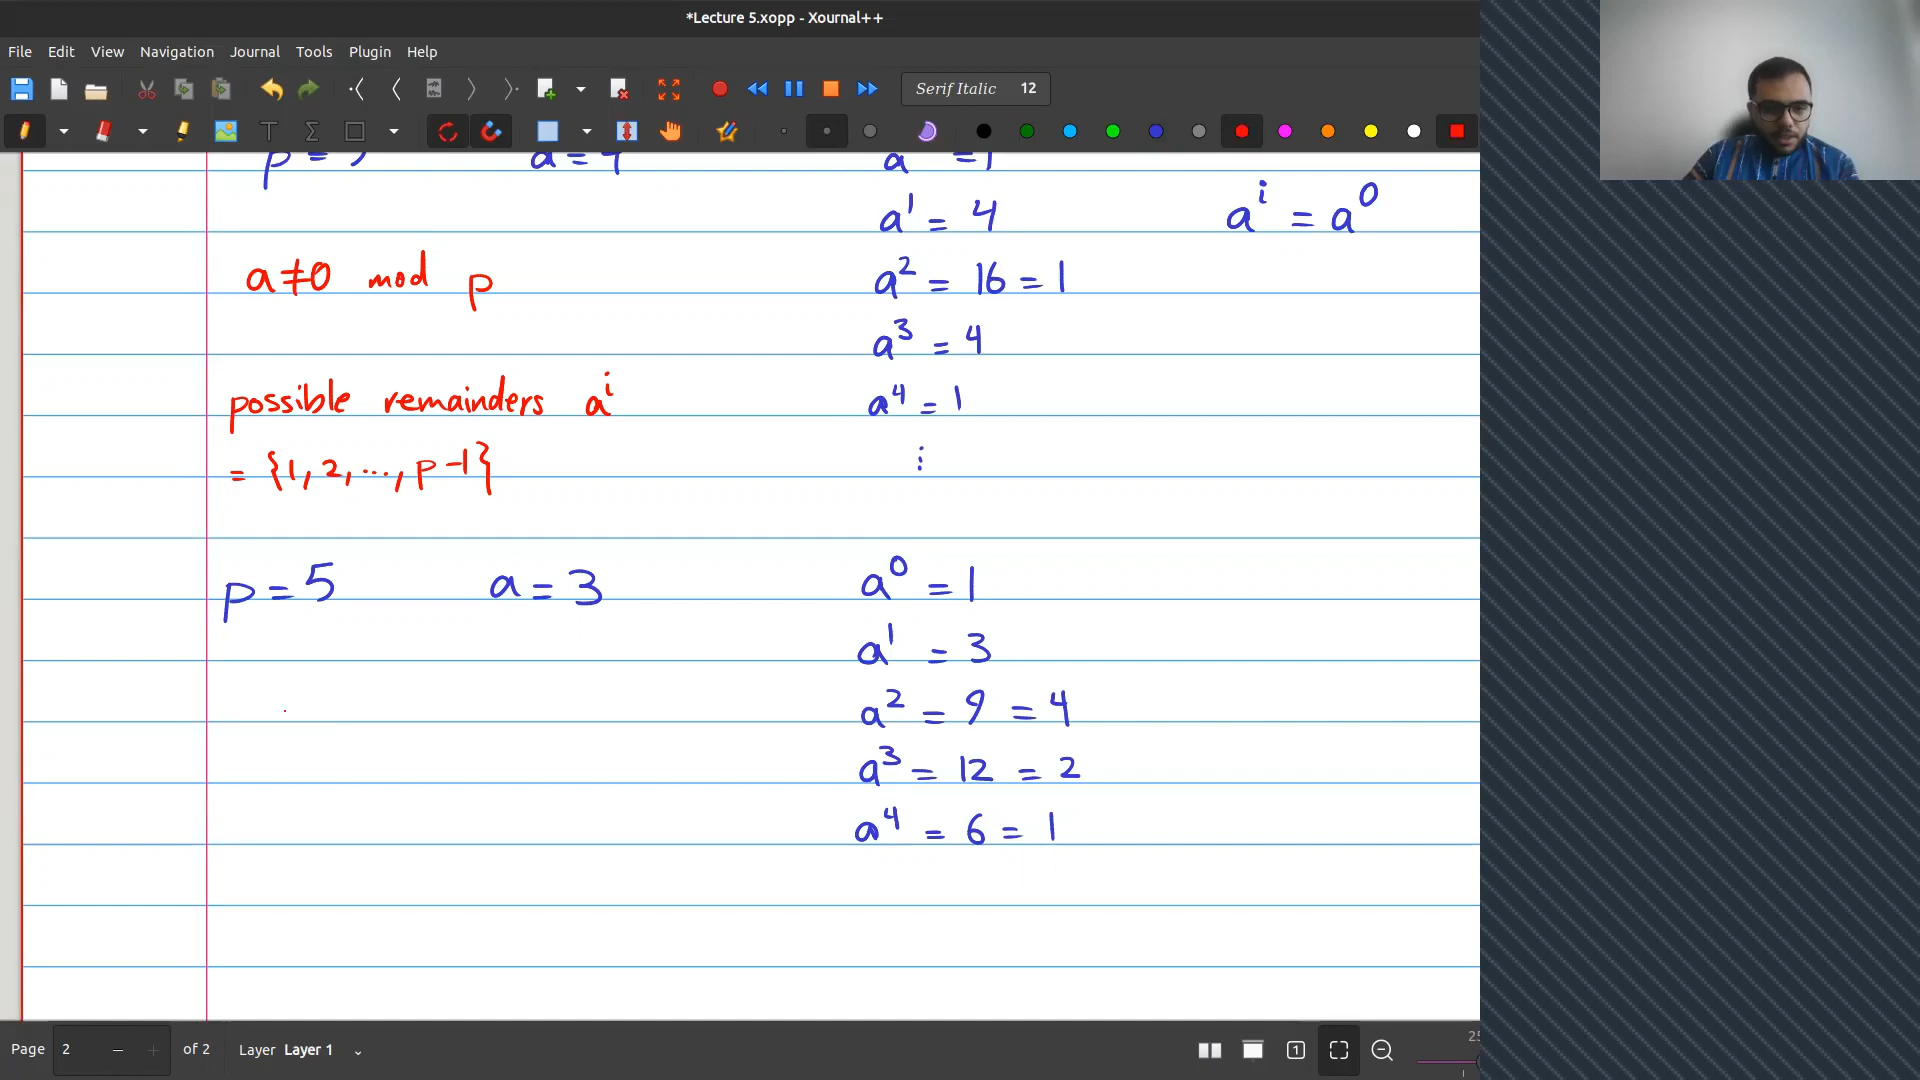 *Lecture 5.xopp - Xournal++
File Edit View Navigation Journal Tools Plugin Help
Serif Italic 12
a = 4
= 1
a¹ = 4
aⁱ = a⁰
a ≠ 0 mod p
a² = 16 = 1
a³ = 4
possible remainders aⁱ
a⁴ = 1
= {1, 2, ..., p-1}
⋮
p = 5 a = 3 a⁰ = 1
a¹ = 3
a² = 9 = 4
a³ = 12 = 2
a⁴ = 6 = 1
Page 2 of 2 Layer Layer 1